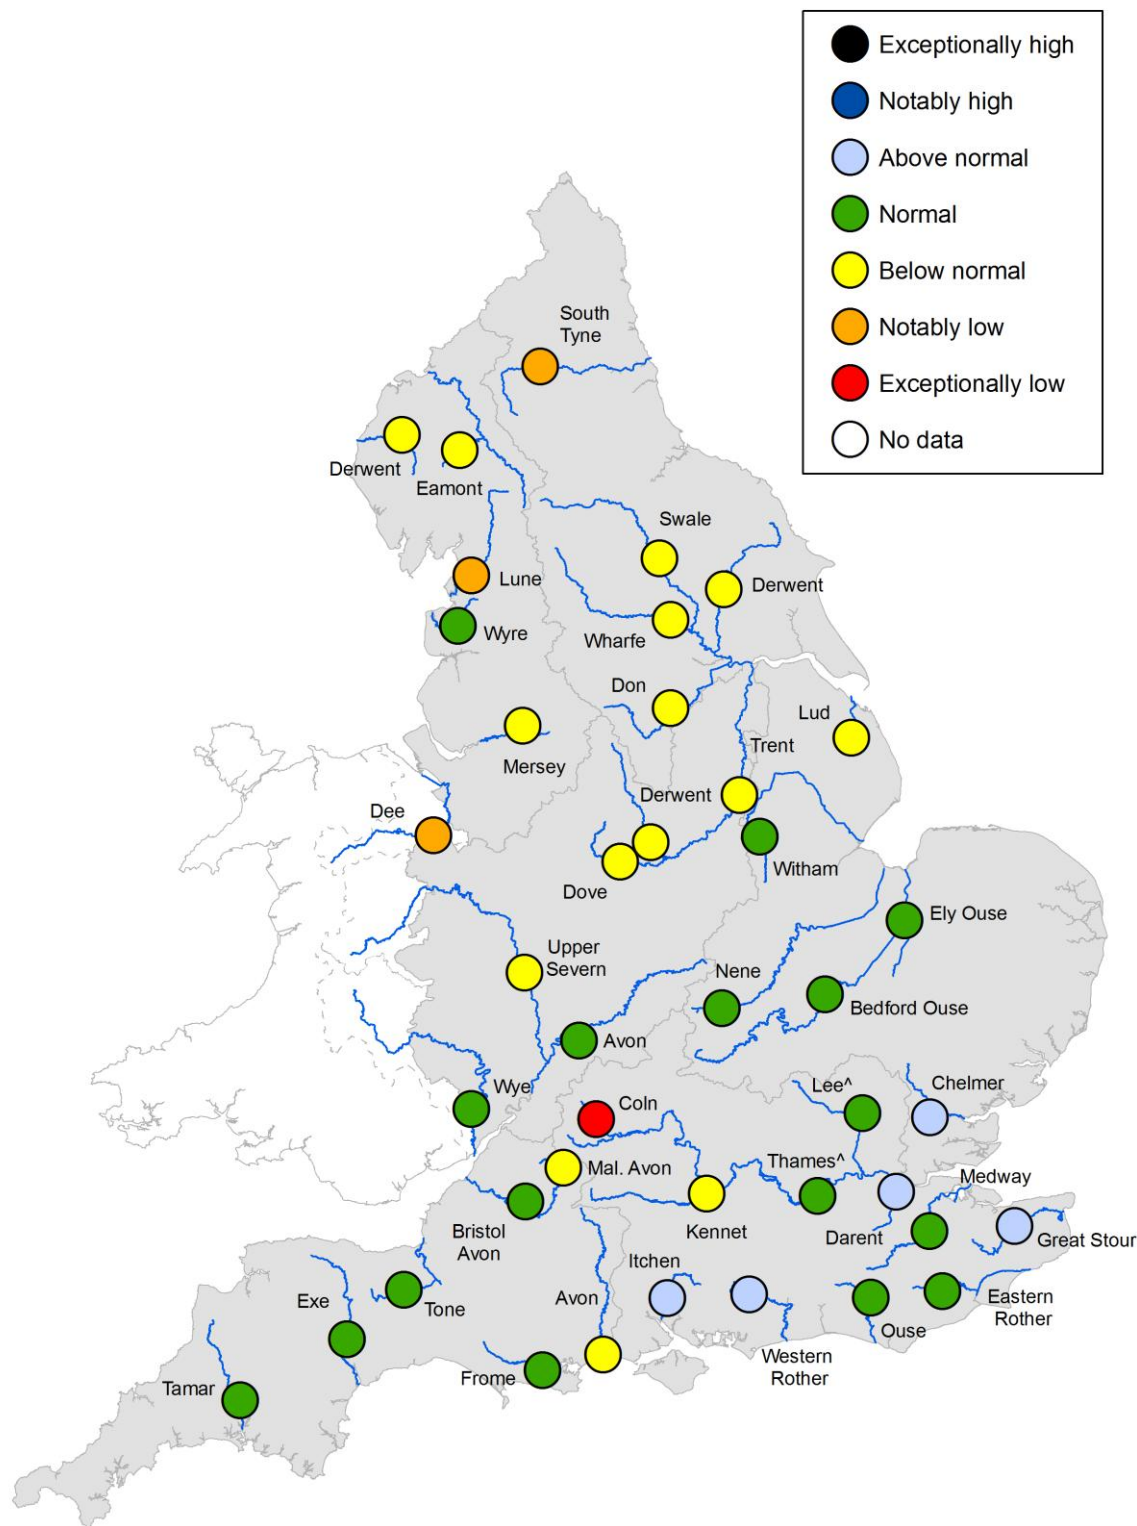 Exceptionally high
Notably high
Above normal
Normal
Below normal
Notably low
Exceptionally low
No data
South
Tyne
Derwent
Eamont
Swale
Lune
Derwent
Wyre
Wharfe
Don
Lud
Trent
Mersey
Derwent
Dee
Witham
Dove
Ely Ouse
Upper
Severn
Nene
Bedford Ouse
Avon
Wye
Lee^
Chelmer
Coln
Mal. Avon
Thames^
Medway
Bristol
Avon
Kennet
Darent
Great Stour
Itchen
Exe
Tone
Avon
Eastern
Rother
Ouse
Western
Rother
Frome
Tamar